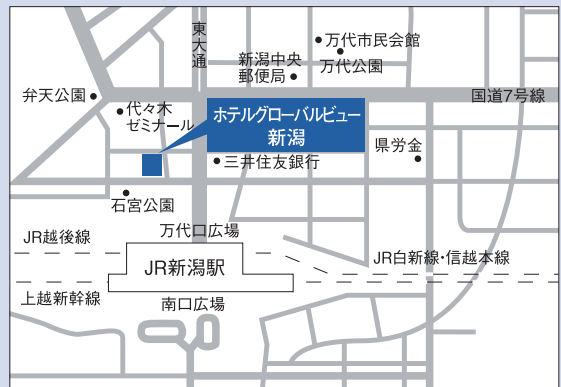 東大通
万代市民会館
新潟中央
郵便局
万代公園
弁天公園
国道7号線
代々木
ゼミナール
ホテルグローバルビュー
新潟
県労金
三井住友銀行
石宮公園
万代口広場
JR越後線
JR新潟駅
JR白新線・信越本線
上越新幹線
南口広場